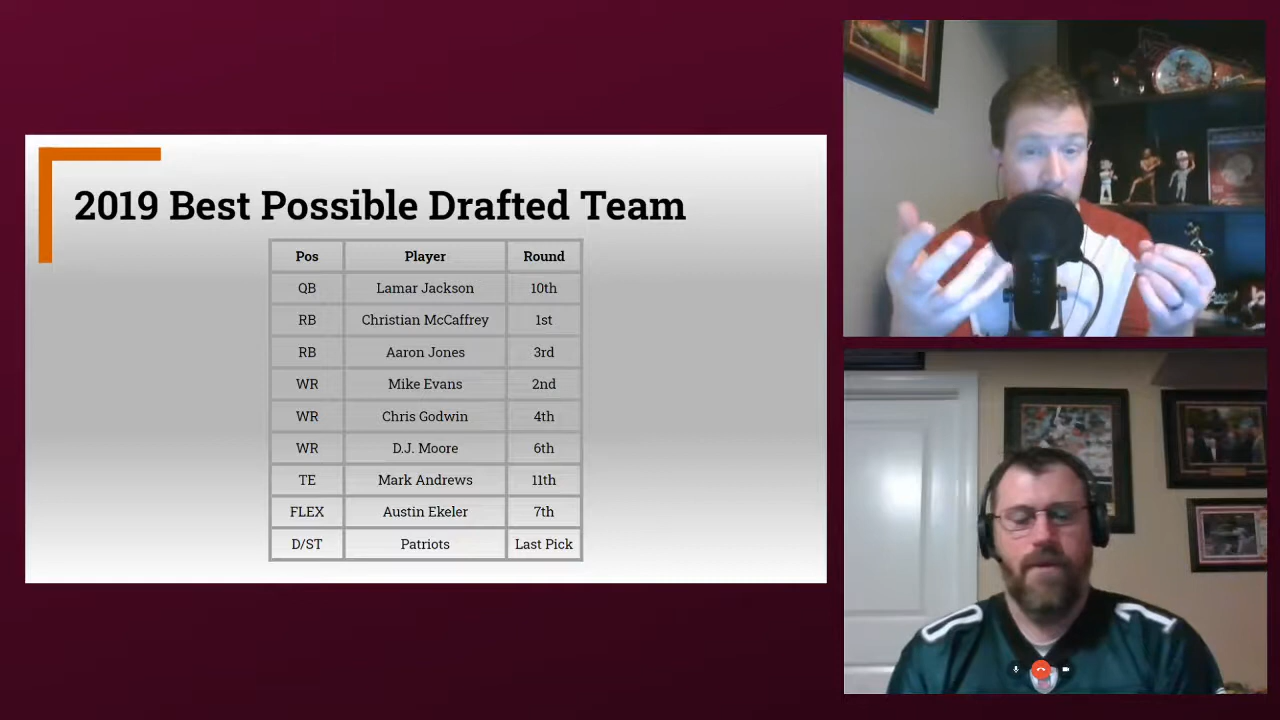 2019 Best Possible Drafted Team
Pos Player Round
QB Lamar Jackson 10th
RB Christian McCaffrey 1st
RB Aaron Jones 3rd
WR Mike Evans 2nd
WR Chris Godwin 4th
WR D.J. Moore 6th
TE Mark Andrews 11th
FLEX Austin Ekeler 7th
D/ST Patriots Last Pick